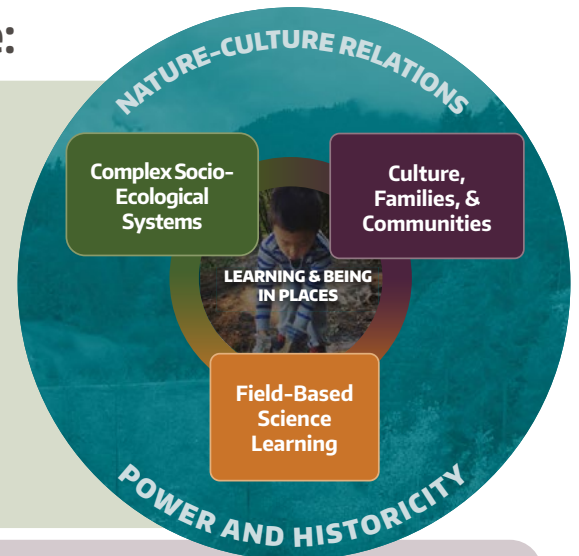 e:
NATURE-CULTURE RELATIONS
Complex Socio-
Ecological
Systems
Culture,
Families, &
Communities
LEARNING & BEING
IN PLACES
Field-Based
Science
Learning
POWER AND HISTORICITY